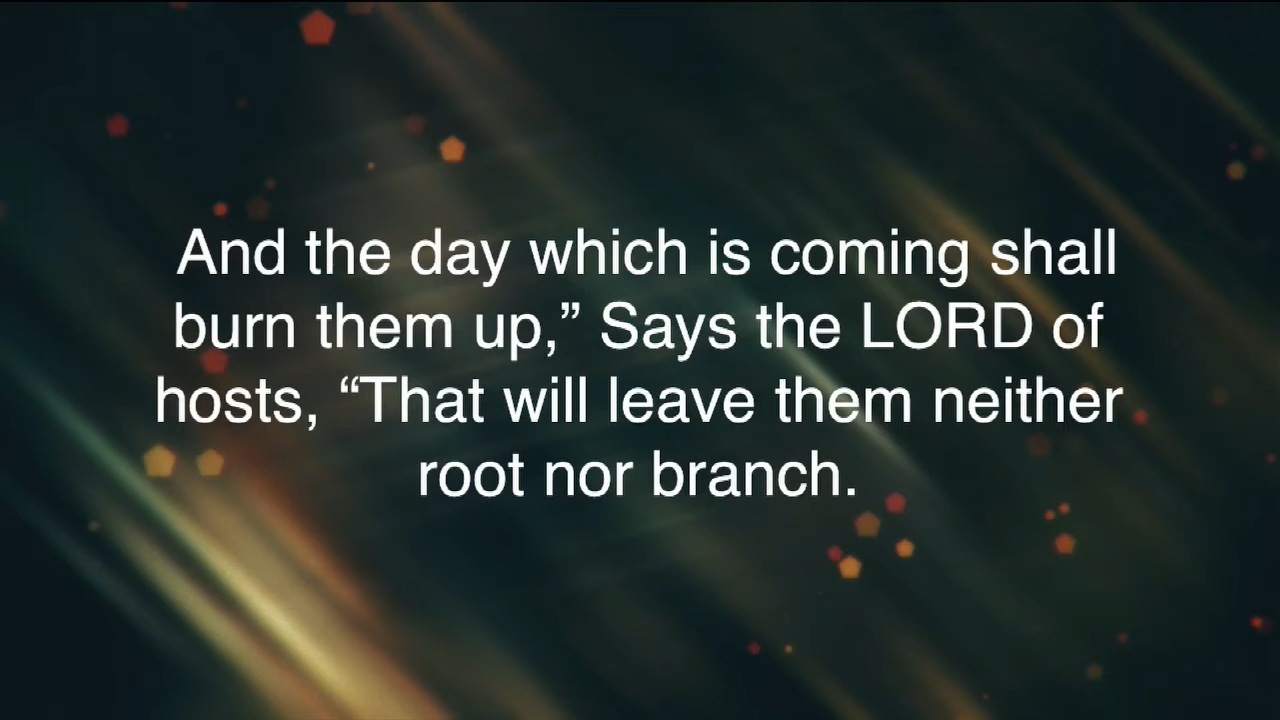 And the day which is coming shall
burn them up,” Says the LORD of
hosts, “That will leave them neither
root nor branch.